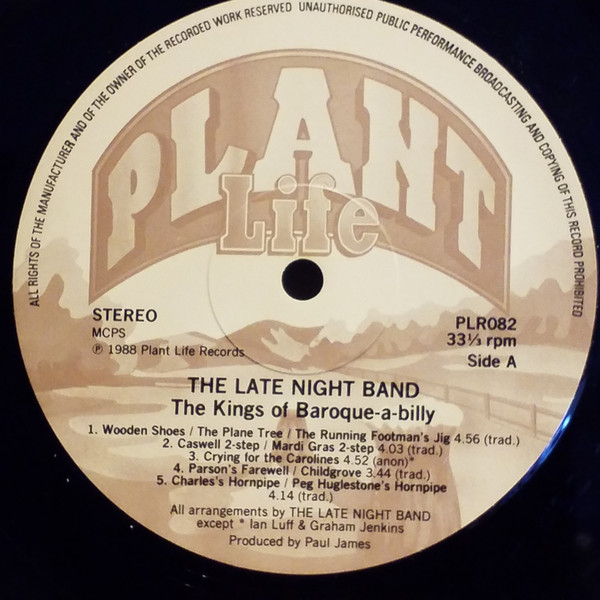 ALL RIGHTS OF THE MANUFACTURER AND OF THE OWNER OF THE RECORDED WORK RESERVED UNAUTHORISED PUBLIC PERFORMANCE BROADCASTING AND COPYING OF THIS RECORD PROHIBITED
PLANT
Life
STEREO
MCPS
℗ 1988 Plant Life Records
PLR082
33⅓ rpm
Side A
THE LATE NIGHT BAND
The Kings of Baroque-a-billy
1. Wooden Shoes / The Plane Tree / The Running Footman's Jig 4.56 (trad.)
2. Caswell 2-step / Mardi Gras 2-step 4.03 (trad.)
3. Crying for the Carolines 4.52 (anon)*
4. Parson's Farewell / Childgrove 3.44 (trad.)
5. Charles's Hornpipe / Peg Huglestone's Hornpipe
4.14 (trad.)
All arrangements by THE LATE NIGHT BAND
except * Ian Luff & Graham Jenkins
Produced by Paul James